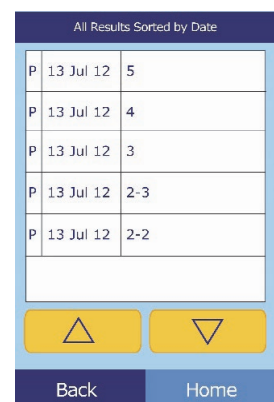 All Results Sorted by Date
P 13 Jul 12 5
P 13 Jul 12 4
P 13 Jul 12 3
P 13 Jul 12 2-3
P 13 Jul 12 2-2
Back Home